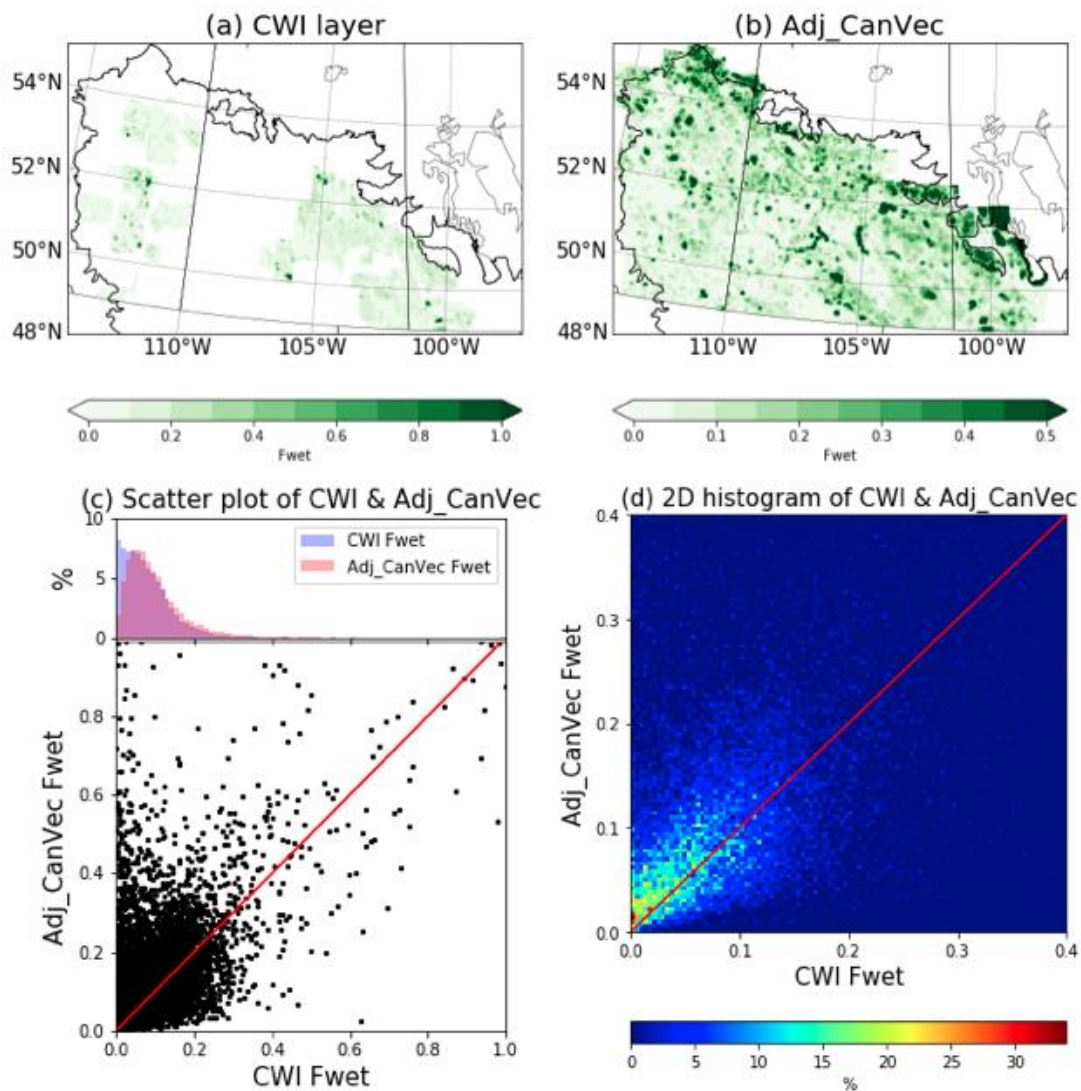 (a) CWI layer
(b) Adj_CanVec
54°N
52°N
50°N
48°N
110°W 105°W 100°W
54°N
52°N
50°N
48°N
110°W 105°W 100°W
0.0 0.2 0.4 0.6 0.8 1.0
Fwet
0.0 0.1 0.2 0.3 0.4 0.5
Fwet
(c) Scatter plot of CWI & Adj_CanVec
10
5
0
%
CWI Fwet
Adj_CanVec Fwet
0.8
0.6
0.4
0.2
0.0
Adj_CanVec Fwet
0.0 0.2 0.4 0.6 0.8 1.0
CWI Fwet
(d) 2D histogram of CWI & Adj_CanVec
0.4
0.3
0.2
0.1
0.0
Adj_CanVec Fwet
0.0 0.1 0.2 0.3 0.4
CWI Fwet
0 5 10 15 20 25 30
%